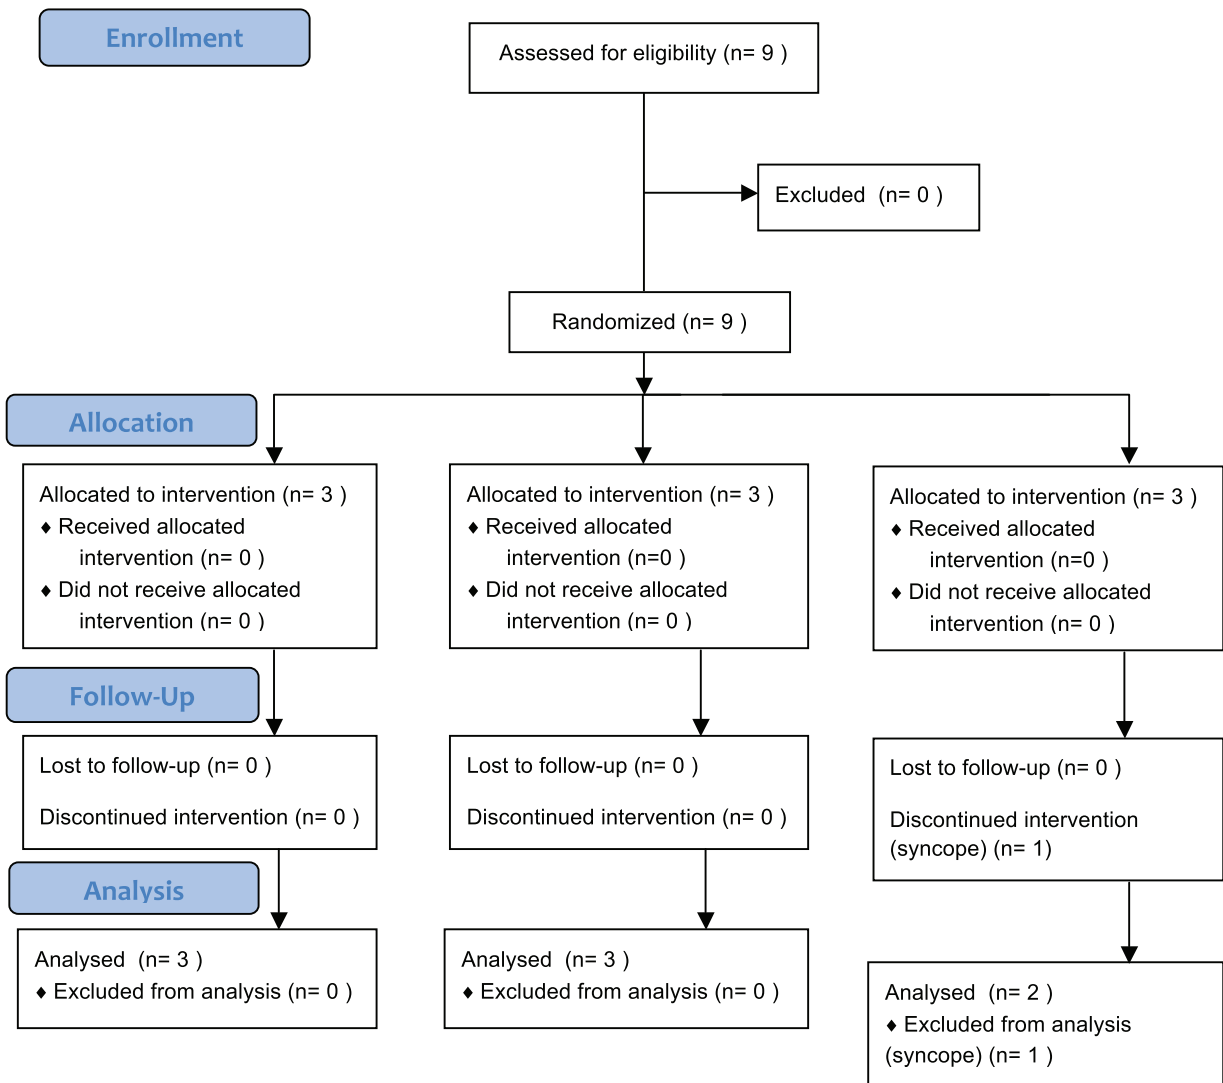 Enrollment
Assessed for eligibility (n= 9 )
Excluded  (n= 0 )
Randomized (n= 9 )
Allocation
Allocated to intervention (n= 3 )
♦ Received allocated
intervention (n= 0 )
♦ Did not receive allocated
intervention (n= 0 )
Allocated to intervention (n= 3 )
♦ Received allocated
intervention (n=0 )
♦ Did not receive allocated
intervention (n= 0 )
Allocated to intervention (n= 3 )
♦ Received allocated
intervention (n=0 )
♦ Did not receive allocated
intervention (n= 0 )
Follow-Up
Lost to follow-up (n= 0 )
Discontinued intervention (n= 0 )
Lost to follow-up (n= 0 )
Discontinued intervention (n= 0 )
Lost to follow-up (n= 0 )
Discontinued intervention
(syncope) (n= 1)
Analysis
Analysed  (n= 3 )
♦ Excluded from analysis (n= 0 )
Analysed  (n= 3 )
♦ Excluded from analysis (n= 0 )
Analysed  (n= 2 )
♦ Excluded from analysis
(syncope) (n= 1 )